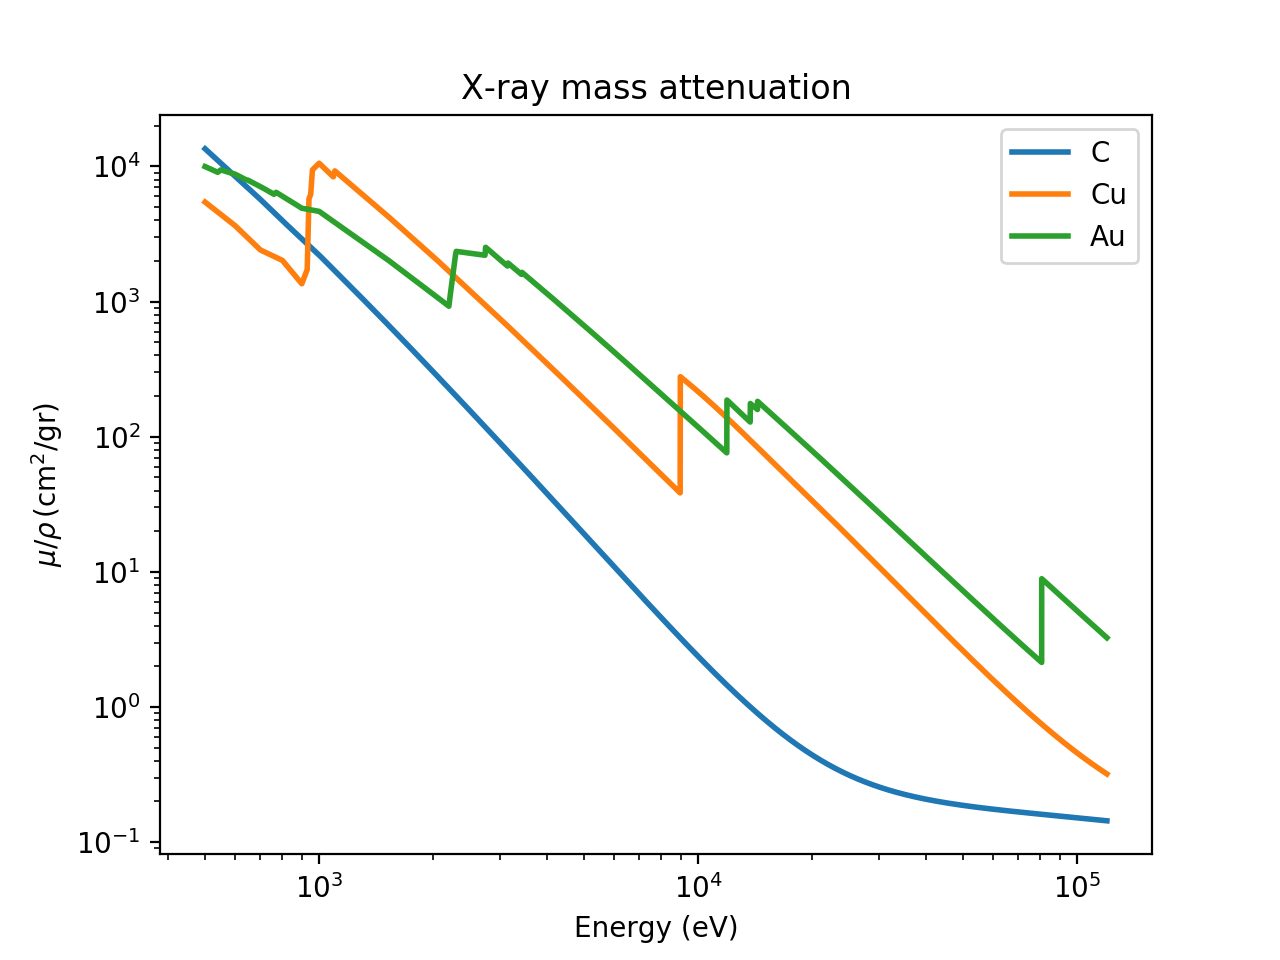 X-ray mass attenuation
C
Cu
Au
10⁴
10³
10²
10¹
10⁰
10⁻¹
μ/ρ (cm²/gr)
10³ 10⁴ 10⁵
Energy (eV)